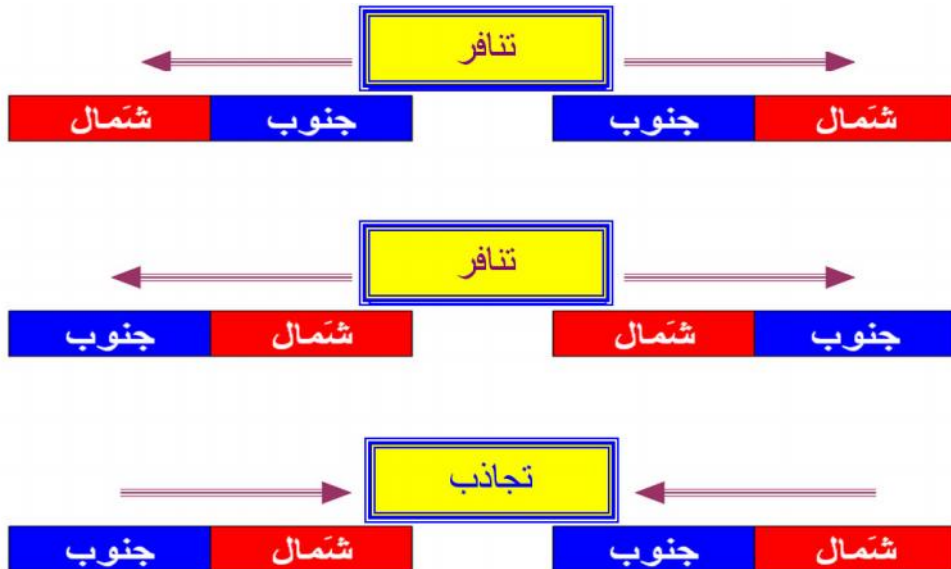 تنافر
شَمال جنوب جنوب شَمال
تنافر
جنوب شَمال شَمال جنوب
تجاذب
شَمال جنوب شَمال جنوب